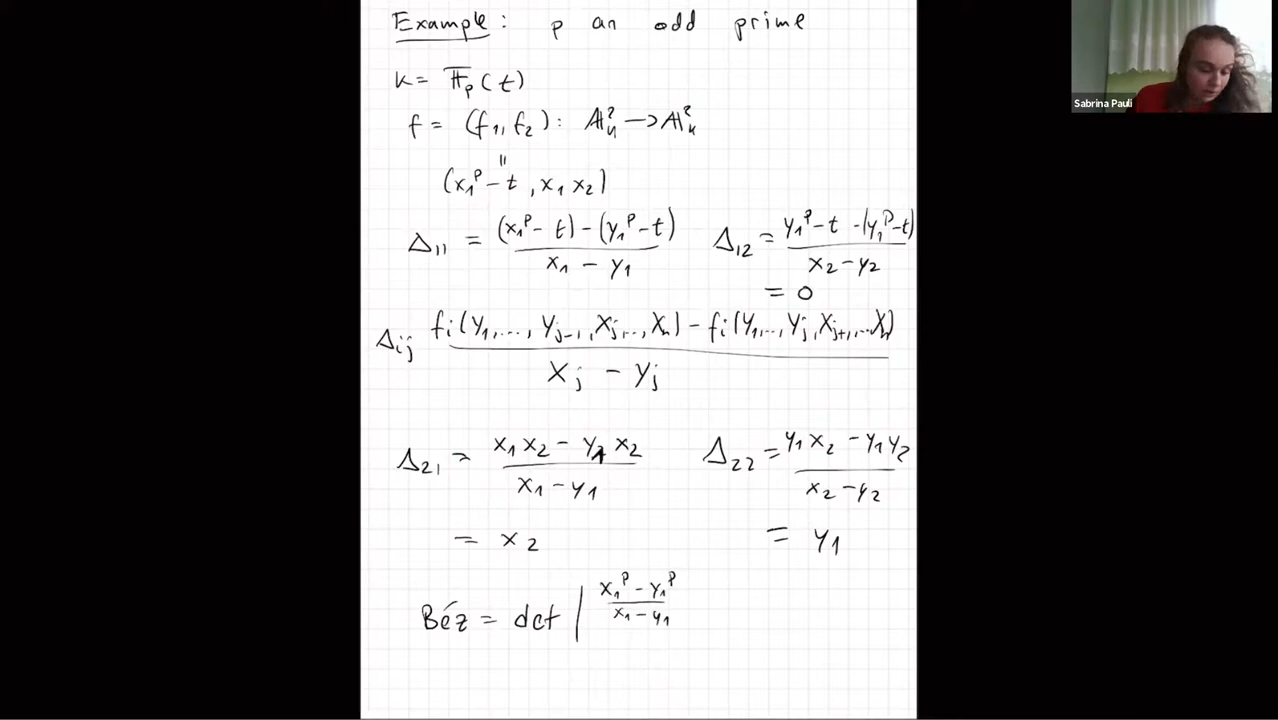 Example: p an odd prime
k = 𝔽_p(t)
f = (f_1, f_2): 𝔸²_k → 𝔸²_k
"
(x_1^p - t, x_1 x_2)
Δ_11 = ((x_1^p - t) - (y_1^p - t)) / (x_1 - y_1) Δ_12 = (y_1^p - t - (y_1^p - t)) / (x_2 - y_2)
= 0
Δ_ij (f_i(Y_1, ..., Y_{j-1}, X_j, ..., X_n) - f_i(Y_1, ..., Y_j, X_{j+1}, ... X_n)) / (X_j - Y_j)
Δ_21 = (x_1 x_2 - y_1 x_2) / (x_1 - y_1) Δ_22 = (y_1 x_2 - y_1 y_2) / (x_2 - y_2)
= x_2 = y_1
Béz = det | (x_1^p - y_1^p) / (x_1 - y_1)
Sabrina Pauli